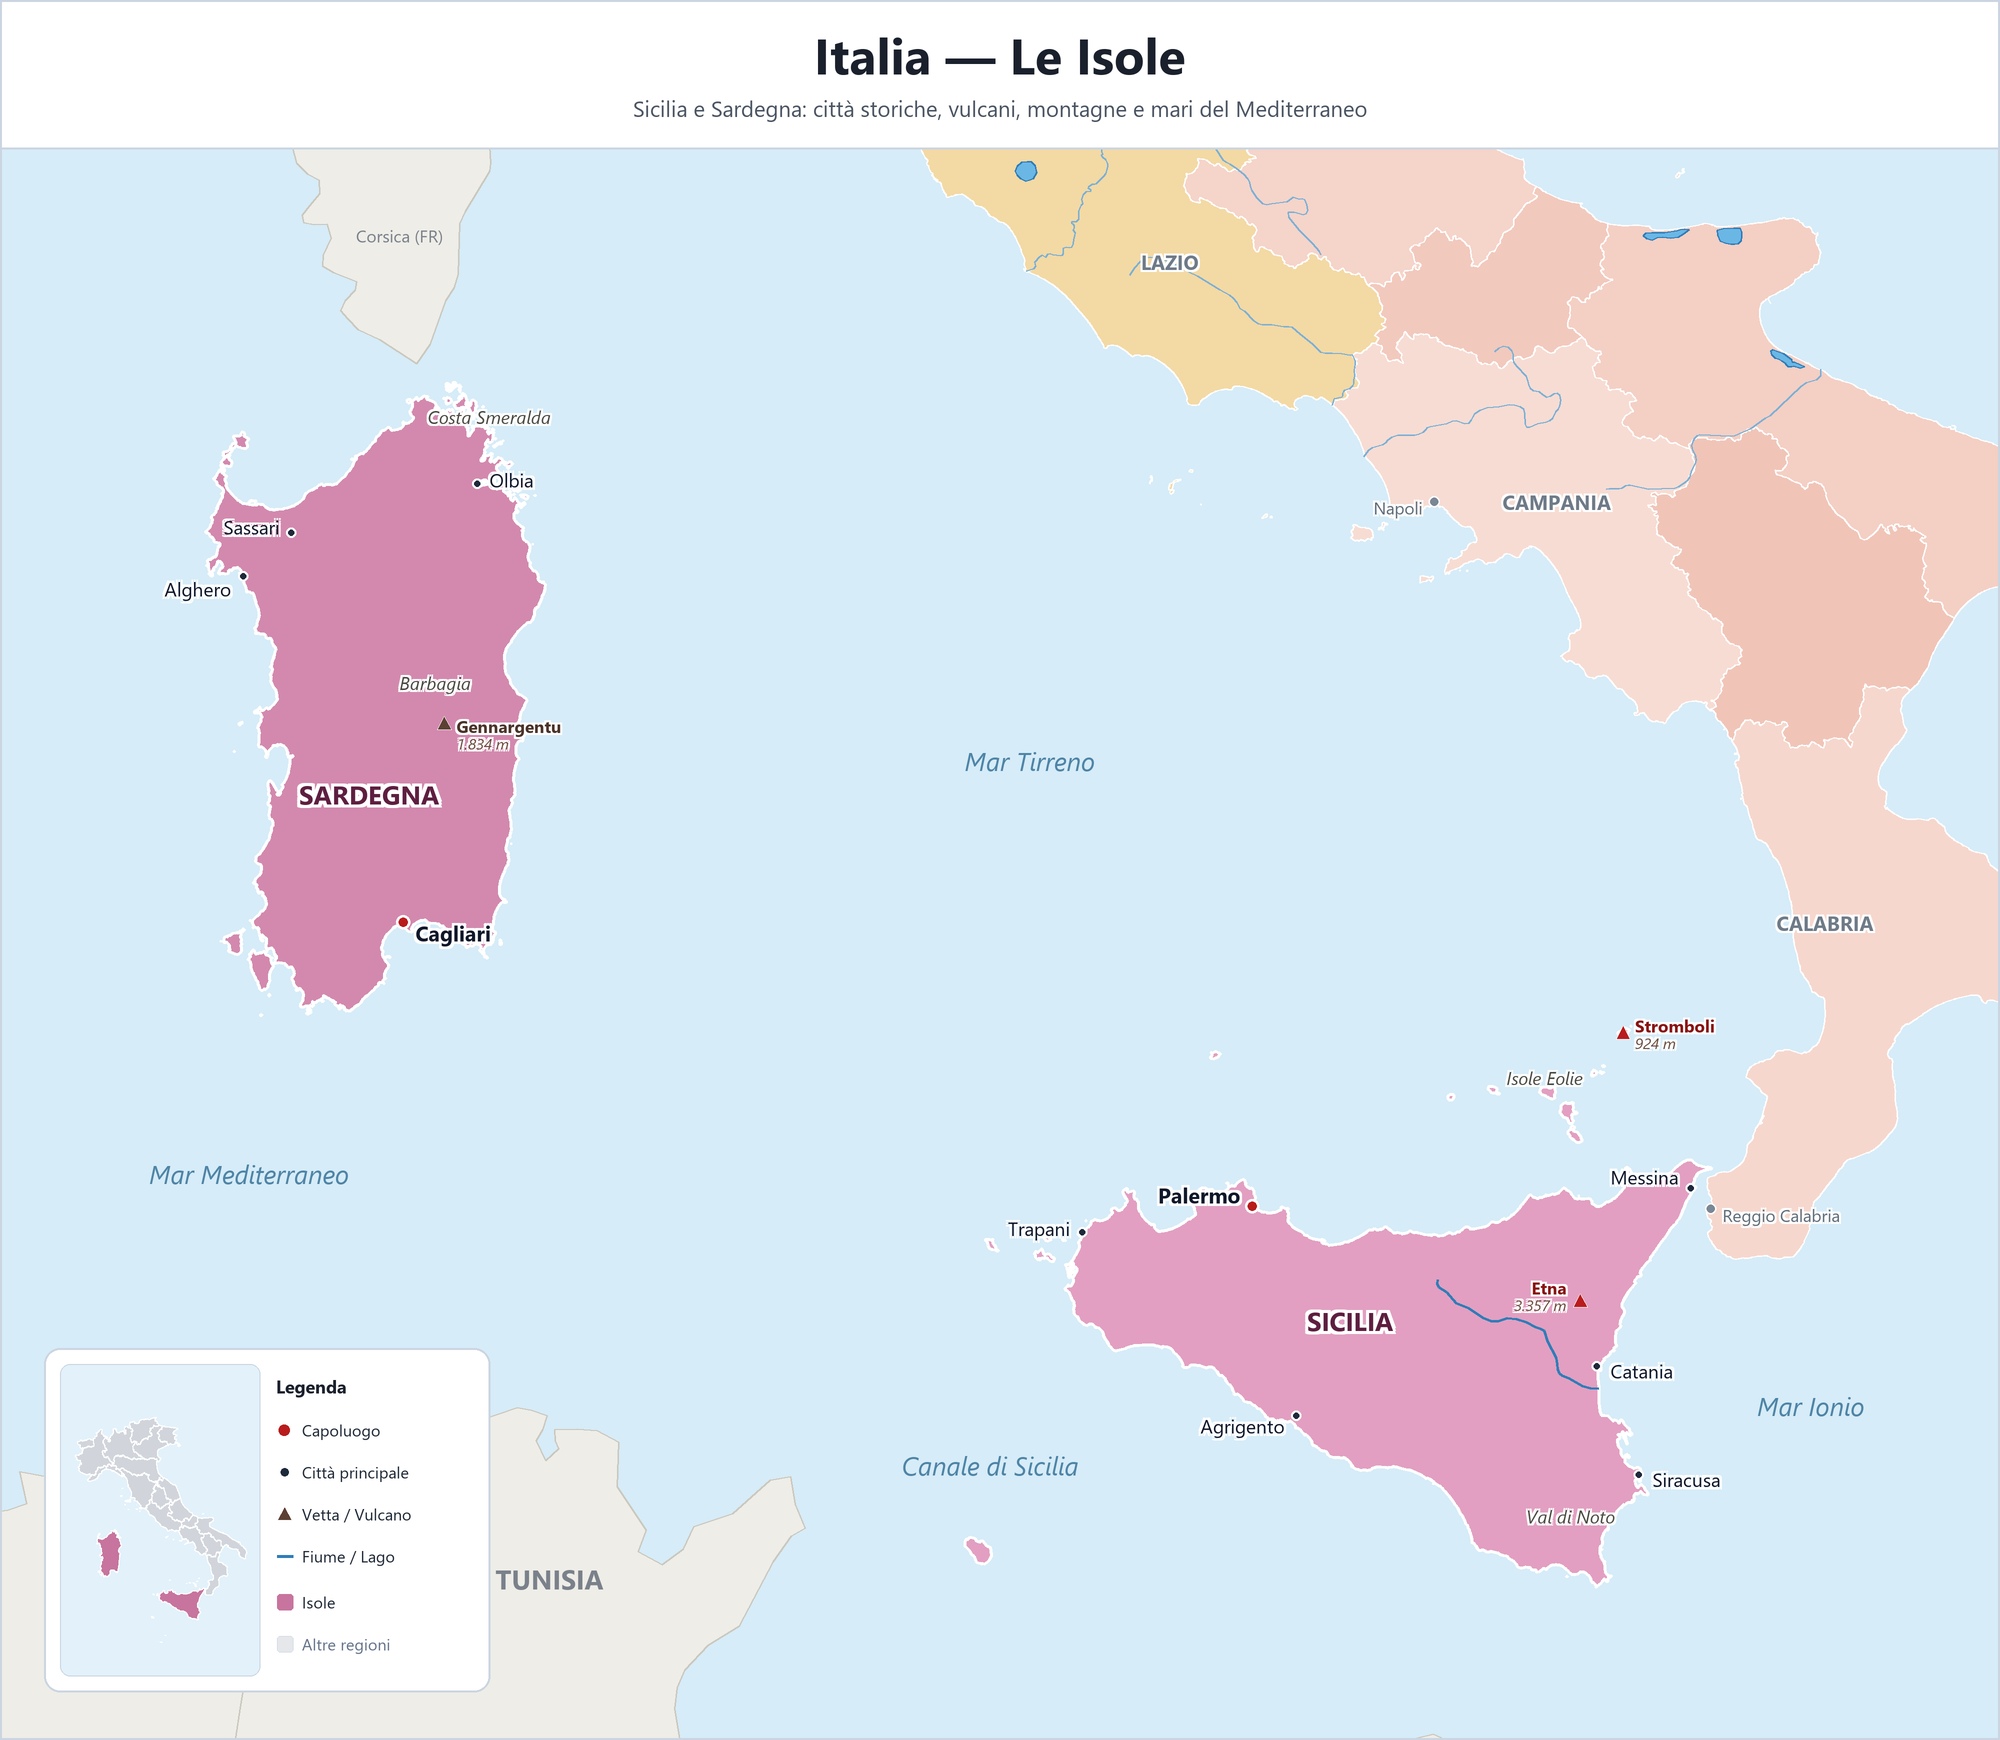 Italia — Le Isole
Sicilia e Sardegna: città storiche, vulcani, montagne e mari del Mediterraneo
Corsica (FR)
LAZIO
Costa Smeralda
Olbia
Napoli
CAMPANIA
Sassari
Alghero
Barbagia
Gennargentu
1.834 m
Mar Tirreno
SARDEGNA
CALABRIA
Cagliari
Stromboli
924 m
Isole Eolie
Mar Mediterraneo
Messina
Palermo
Reggio Calabria
Trapani
Etna
3.357 m
SICILIA
Catania
Mar Ionio
Agrigento
Canale di Sicilia
Siracusa
Val di Noto
TUNISIA
Legenda
Capoluogo
Città principale
Vetta / Vulcano
Fiume / Lago
Isole
Altre regioni